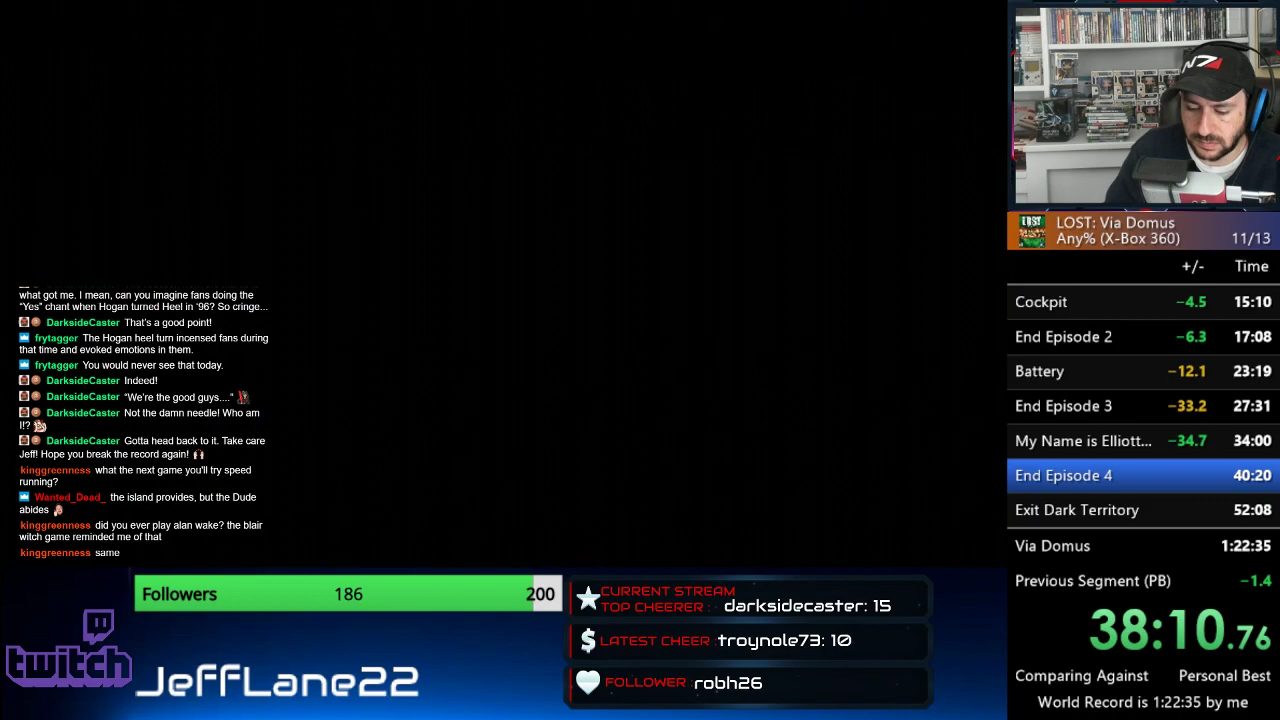 what got me. I mean, can you imagine fans doing the
“Yes” chant when Hogan turned Heel in '96? So cringe...
DarksideCaster That's a good point!
frytagger The Hogan heel turn incensed fans during
that time and evoked emotions in them.
frytagger You would never see that today.
DarksideCaster Indeed!
DarksideCaster “We're the good guys....”
DarksideCaster Not the damn needle! Who am
I!?
DarksideCaster Gotta head back to it. Take care
Jeff! Hope you break the record again!
kinggreenness what the next game you'll try speed
running?
Wanted_Dead_ the island provides, but the Dude
abides
kinggreenness did you ever play alan wake? the blair
witch game reminded me of that
kinggreenness same
Followers 186 200
twitch
JeffLane22
CURRENT STREAM
TOP CHEERER : darksidecaster: 15
LATEST CHEER troynole73: 10
FOLLOWER robh26
N7
LOST
LOST: Via Domus
Any% (X-Box 360) 11/13
+/- Time
Cockpit −4.5 15:10
End Episode 2 −6.3 17:08
Battery −12.1 23:19
End Episode 3 −33.2 27:31
My Name is Elliott... −34.7 34:00
End Episode 4 40:20
Exit Dark Territory 52:08
Via Domus 1:22:35
Previous Segment (PB) −1.4
38:10.76
Comparing Against Personal Best
World Record is 1:22:35 by me